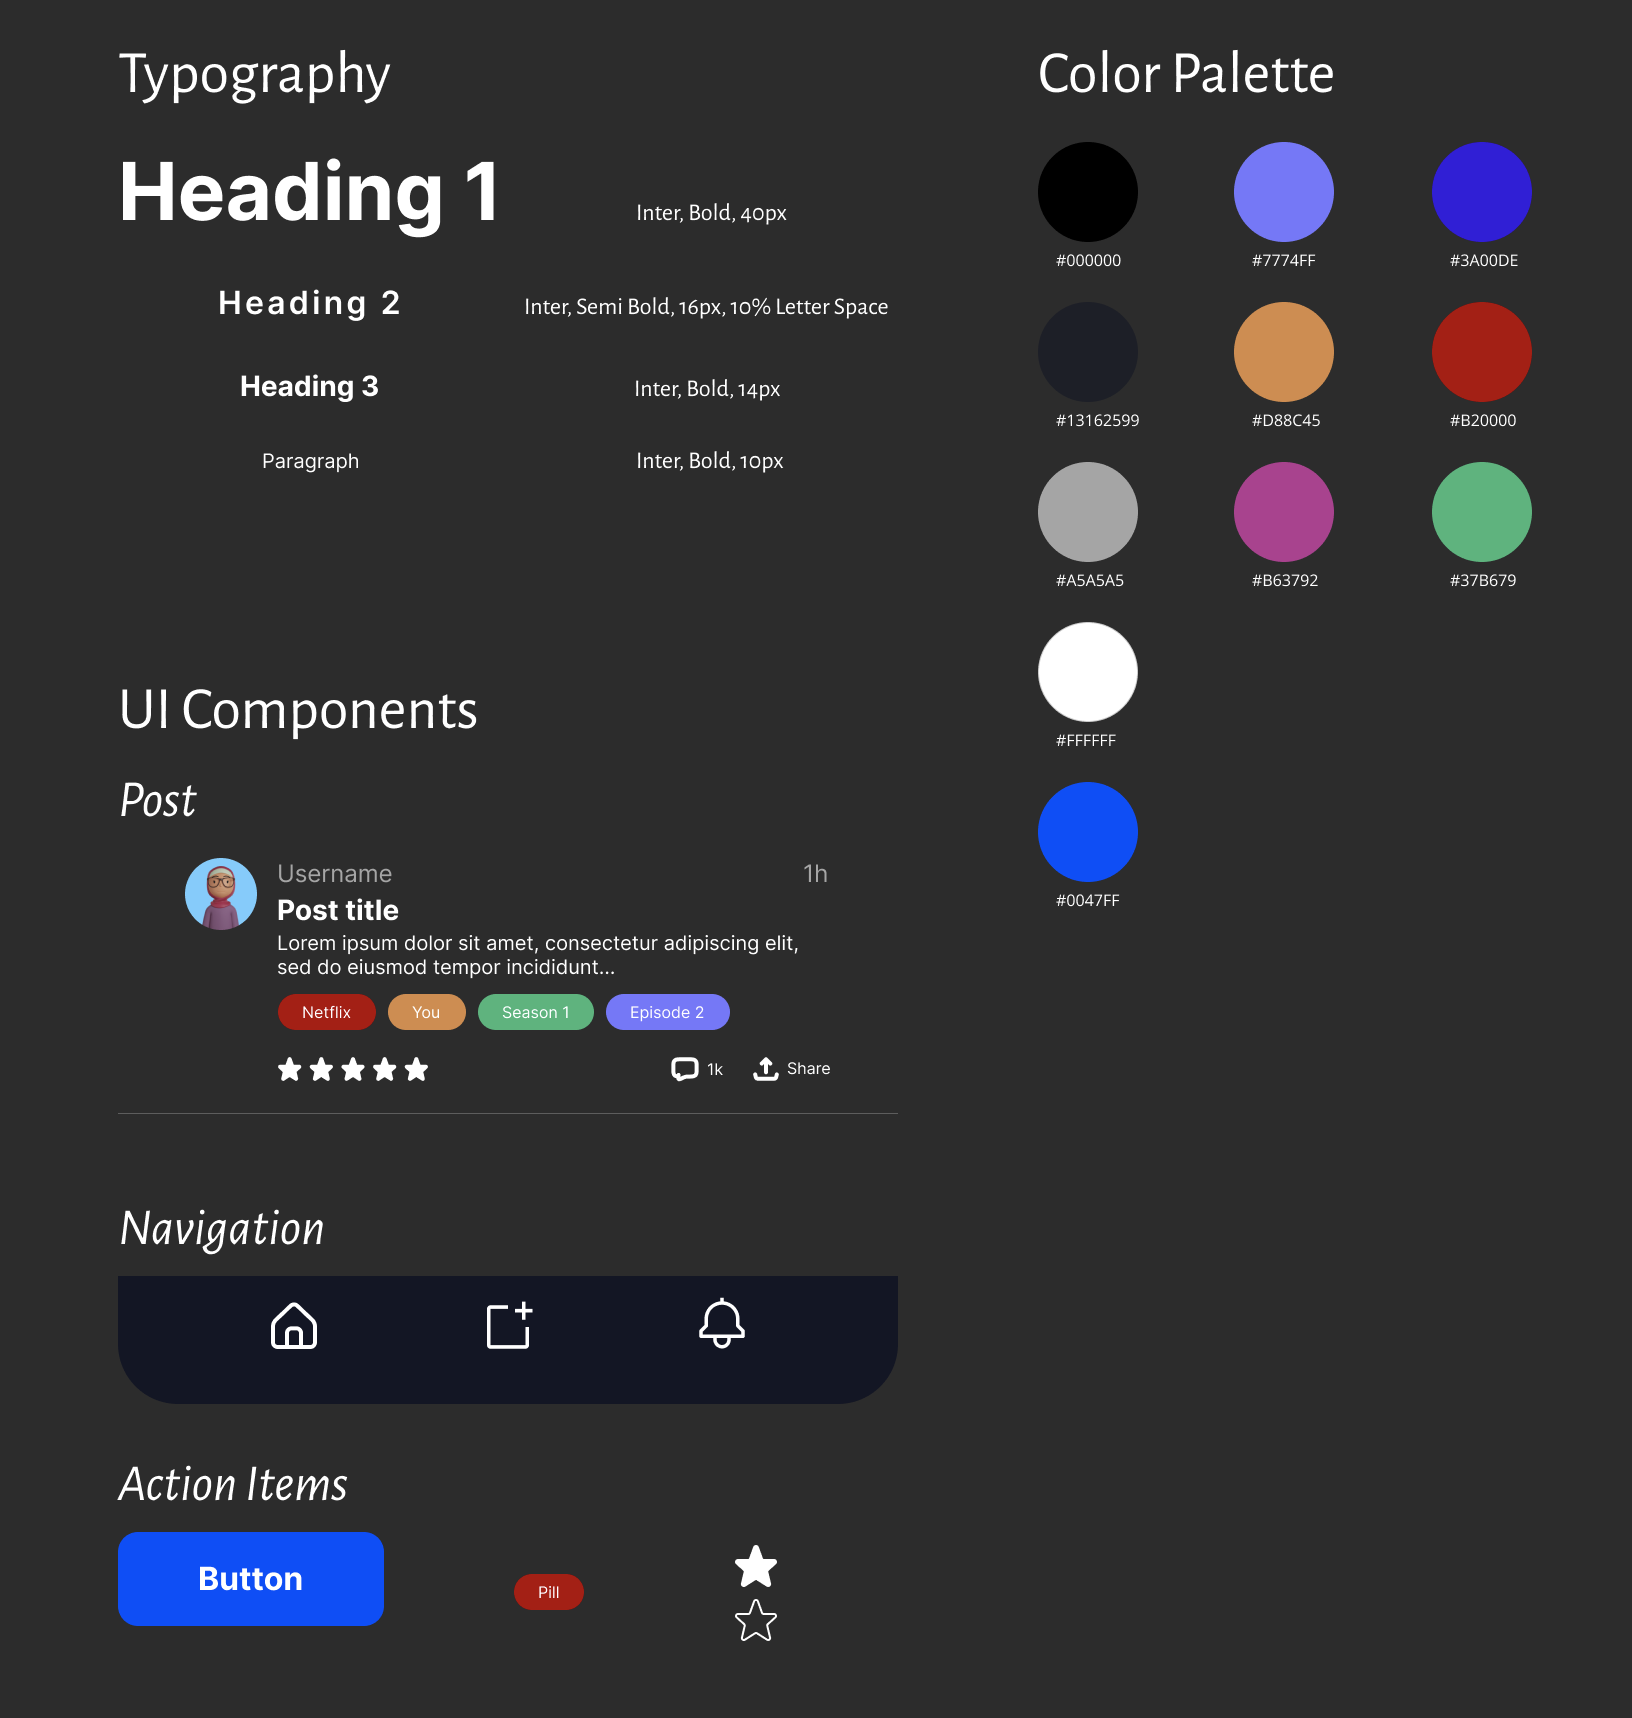 Typography
Heading 1
Inter, Bold, 40px
Heading 2
Inter, Semi Bold, 16px, 10% Letter Space
Heading 3
Inter, Bold, 14px
Paragraph
Inter, Bold, 10px
Color Palette
#000000
#7774FF
#3A00DE
#13162599
#D88C45
#B20000
#A5A5A5
#B63792
#37B679
#FFFFFF
#0047FF
UI Components
Post
Username
1h
Post title
Lorem ipsum dolor sit amet, consectetur adipiscing elit,
sed do eiusmod tempor incididunt...
Netflix
You
Season 1
Episode 2
1k
Share
Navigation
Action Items
Button
Pill